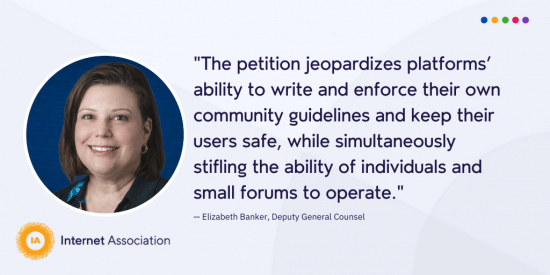 "The petition jeopardizes platforms’
ability to write and enforce their own
community guidelines and keep their
users safe, while simultaneously
stifling the ability of individuals and
small forums to operate."
— Elizabeth Banker, Deputy General Counsel
IA
Internet Association